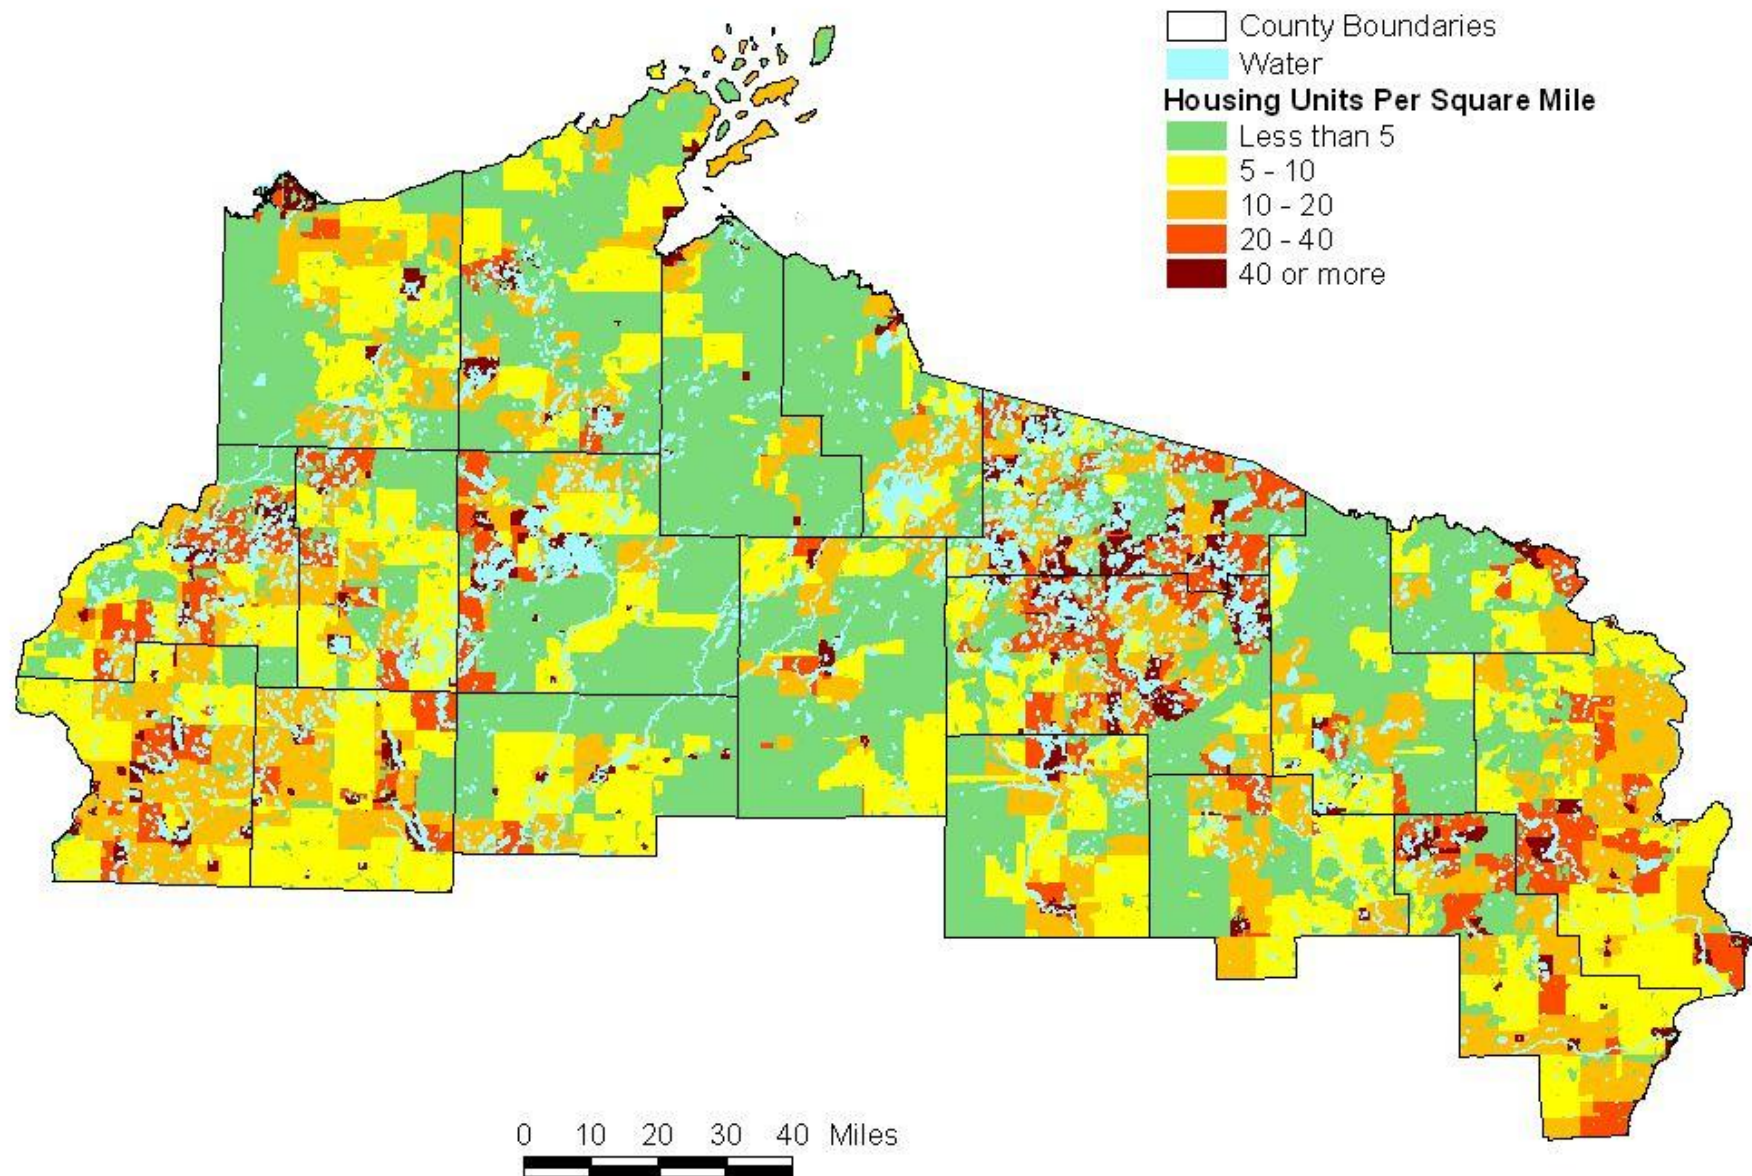 County Boundaries
Water
Housing Units Per Square Mile
Less than 5
5 - 10
10 - 20
20 - 40
40 or more
0 10 20 30 40 Miles